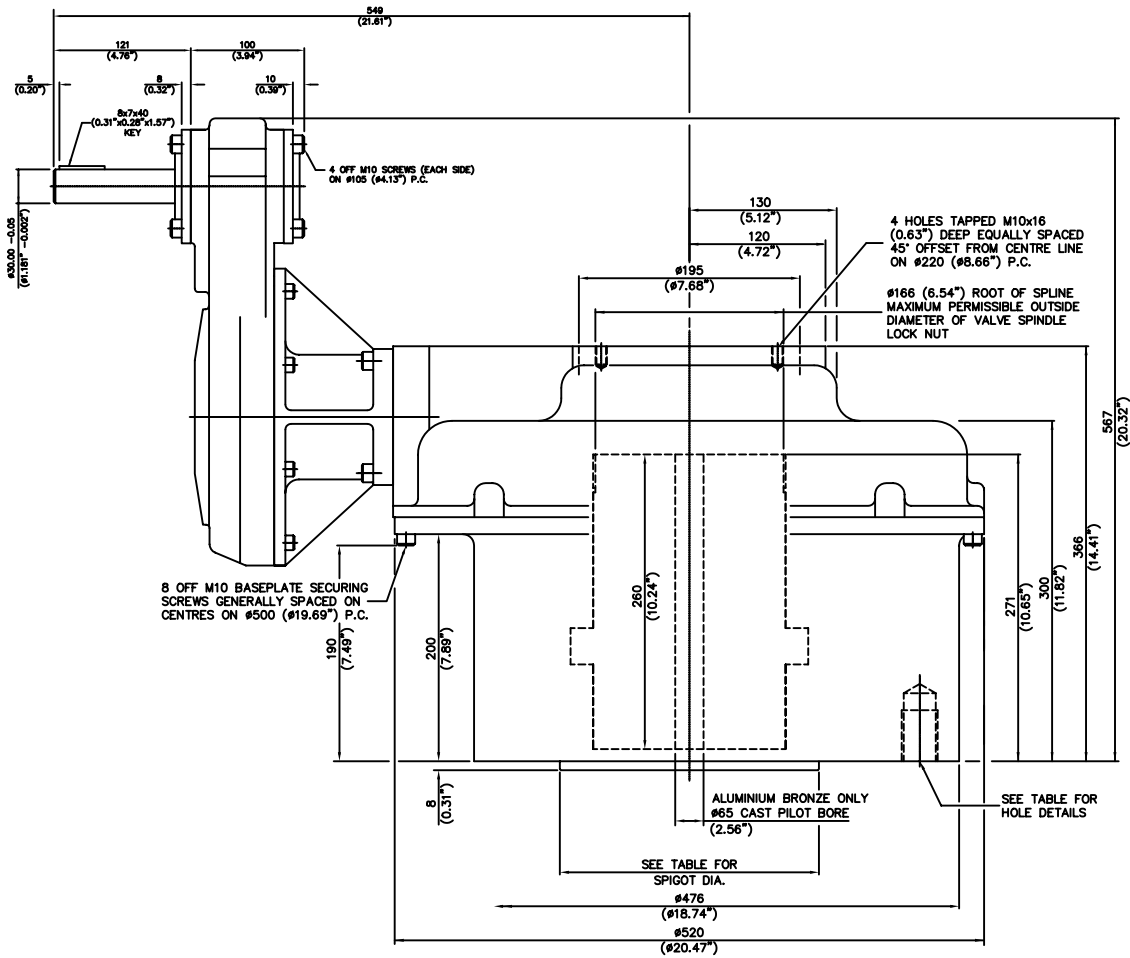 549
(21.61")
121
(4.76")
100
(3.94")
5
(0.20")
8
(0.32")
10
(0.39")
8x7x40
(0.31"x0.28"x1.57")
KEY
4 OFF M10 SCREWS (EACH SIDE)
ON ø105 (ø4.13") P.C.
ø30.00 -0.05
(ø1.181" -0.002")
130
(5.12")
120
(4.72")
ø195
(ø7.68")
4 HOLES TAPPED M10x16
(0.63") DEEP EQUALLY SPACED
45° OFFSET FROM CENTRE LINE
ON ø220 (ø8.66") P.C.
ø166 (6.54") ROOT OF SPLINE
MAXIMUM PERMISSIBLE OUTSIDE
DIAMETER OF VALVE SPINDLE
LOCK NUT
567
(20.32")
366
(14.41")
300
(11.82")
271
(10.65")
260
(10.24")
8 OFF M10 BASEPLATE SECURING
SCREWS GENERALLY SPACED ON
CENTRES ON ø500 (ø19.69") P.C.
190
(7.49")
200
(7.89")
8
(0.31")
ALUMINIUM BRONZE ONLY
ø65 CAST PILOT BORE
(2.56")
SEE TABLE FOR
HOLE DETAILS
SEE TABLE FOR
SPIGOT DIA.
ø476
(ø18.74")
ø520
(ø20.47")